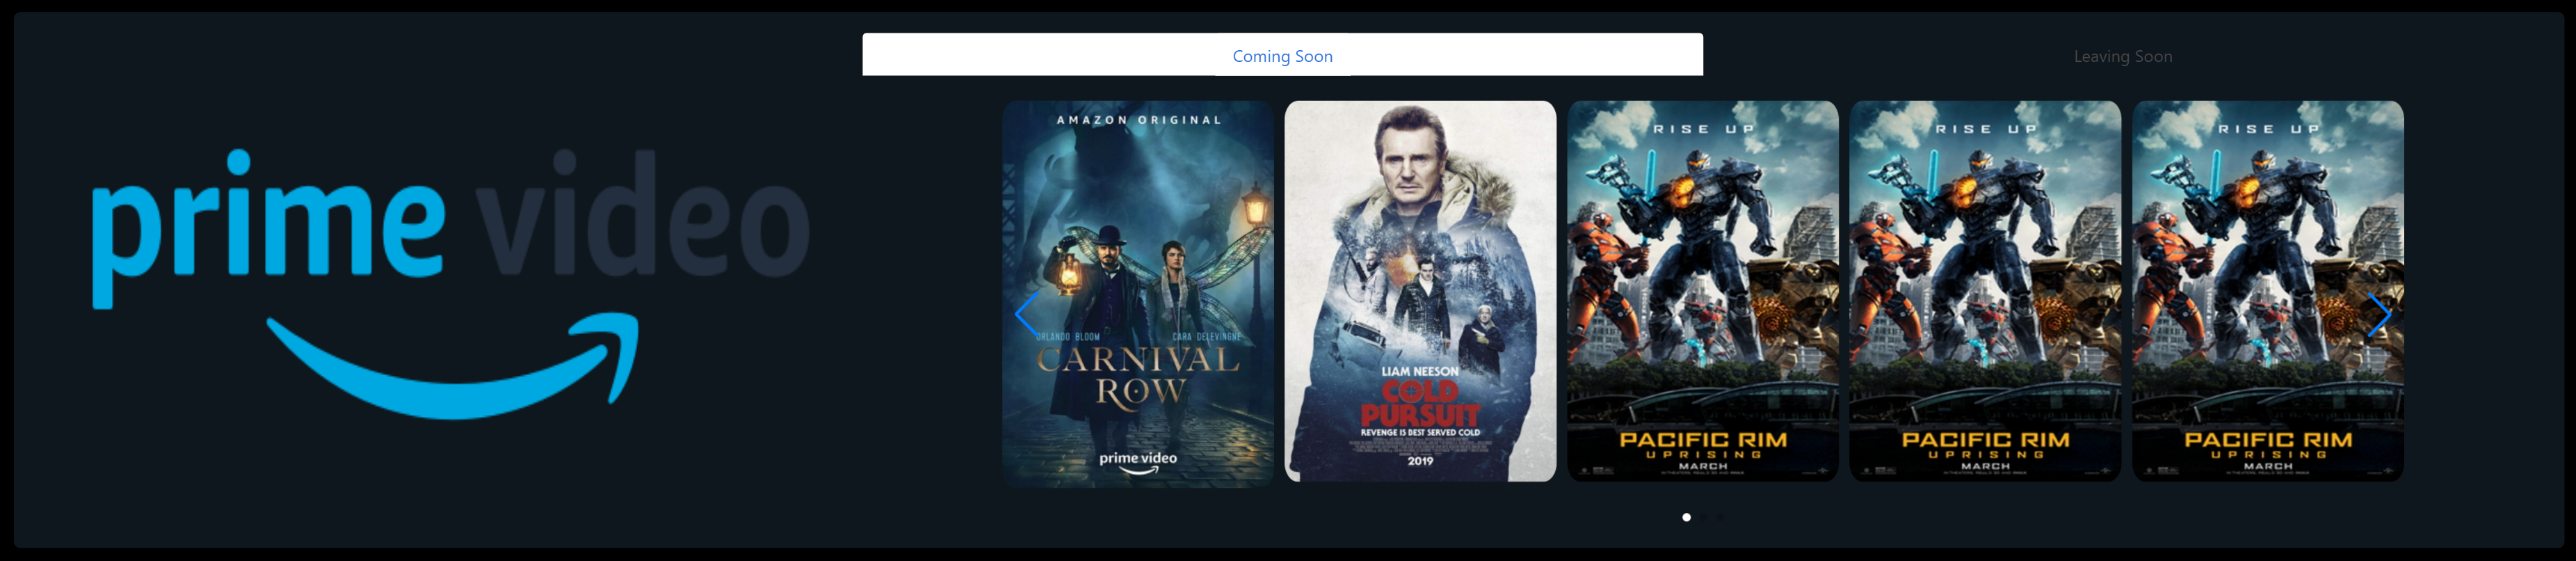 Coming Soon
Leaving Soon
prime video
AMAZON ORIGINAL
ORLANDO BLOOM
CARA DELEVINGNE
CARNIVAL
ROW
prime video
LIAM NEESON
COLD
PURSUIT
REVENGE IS BEST SERVED COLD
2019
RISE UP
PACIFIC RIM
UPRISING
MARCH
RISE UP
PACIFIC RIM
UPRISING
MARCH
RISE UP
PACIFIC RIM
UPRISING
MARCH